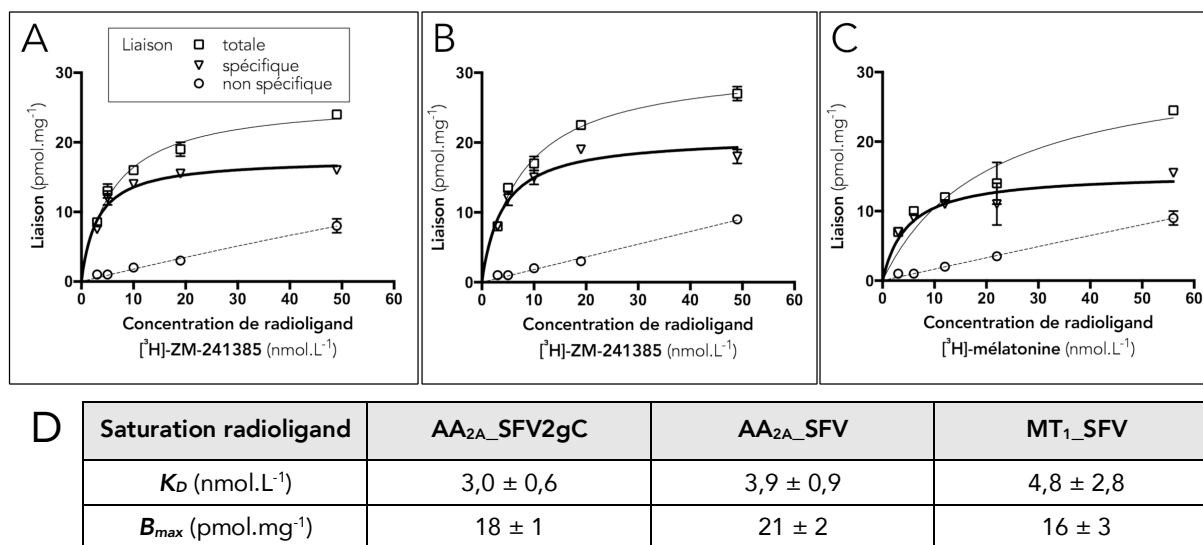 A
Liaison
totale
spécifique
non spécifique
30
20
10
0
0 10 20 30 40 50 60
Liaison (pmol.mg⁻¹)
Concentration de radioligand
[³H]-ZM-241385 (nmol.L⁻¹)
B
30
20
10
0
0 10 20 30 40 50 60
Liaison (pmol.mg⁻¹)
Concentration de radioligand
[³H]-ZM-241385 (nmol.L⁻¹)
C
30
20
10
0
0 10 20 30 40 50 60
Liaison (pmol.mg⁻¹)
Concentration de radioligand
[³H]-mélatonine (nmol.L⁻¹)
D
Saturation radioligand AA₂ₐ_SFV2gC AA₂ₐ_SFV MT₁_SFV
K_D (nmol.L⁻¹) 3,0 ± 0,6 3,9 ± 0,9 4,8 ± 2,8
B_max (pmol.mg⁻¹) 18 ± 1 21 ± 2 16 ± 3